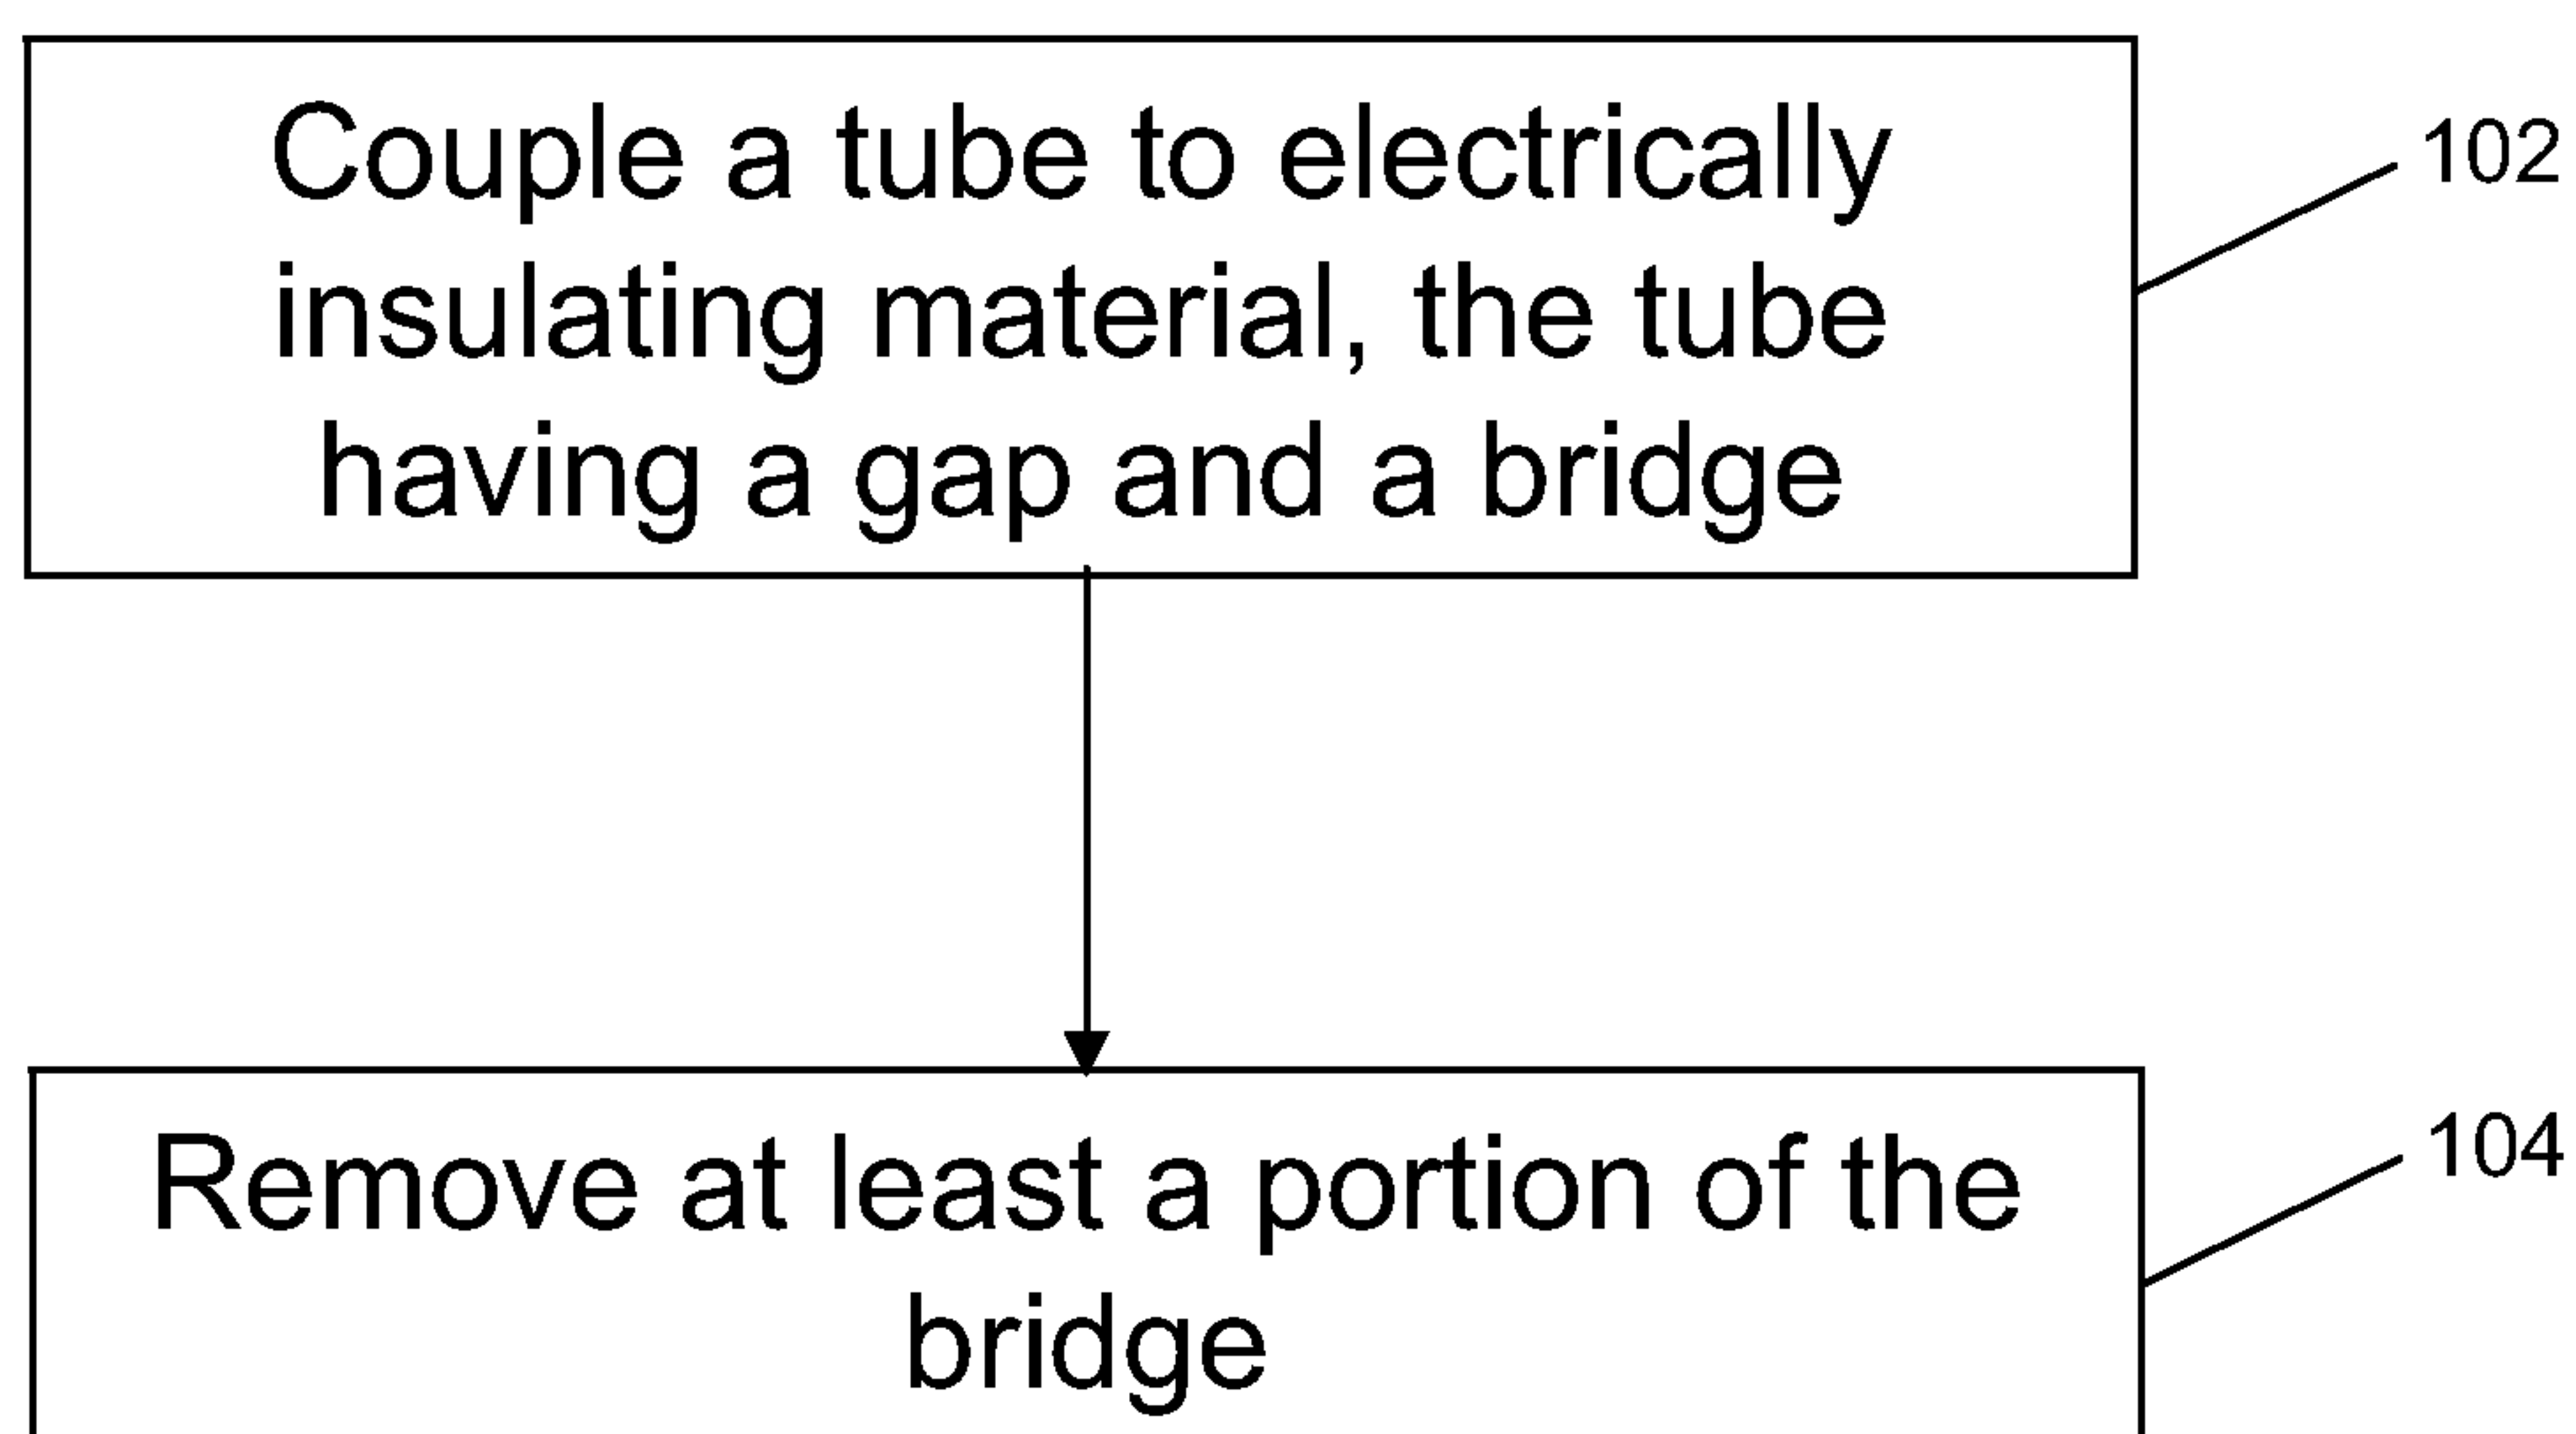 Couple a tube to electrically
102
insulating material, the tube
having a gap and a bridge
Remove at least a portion of the
104
bridge